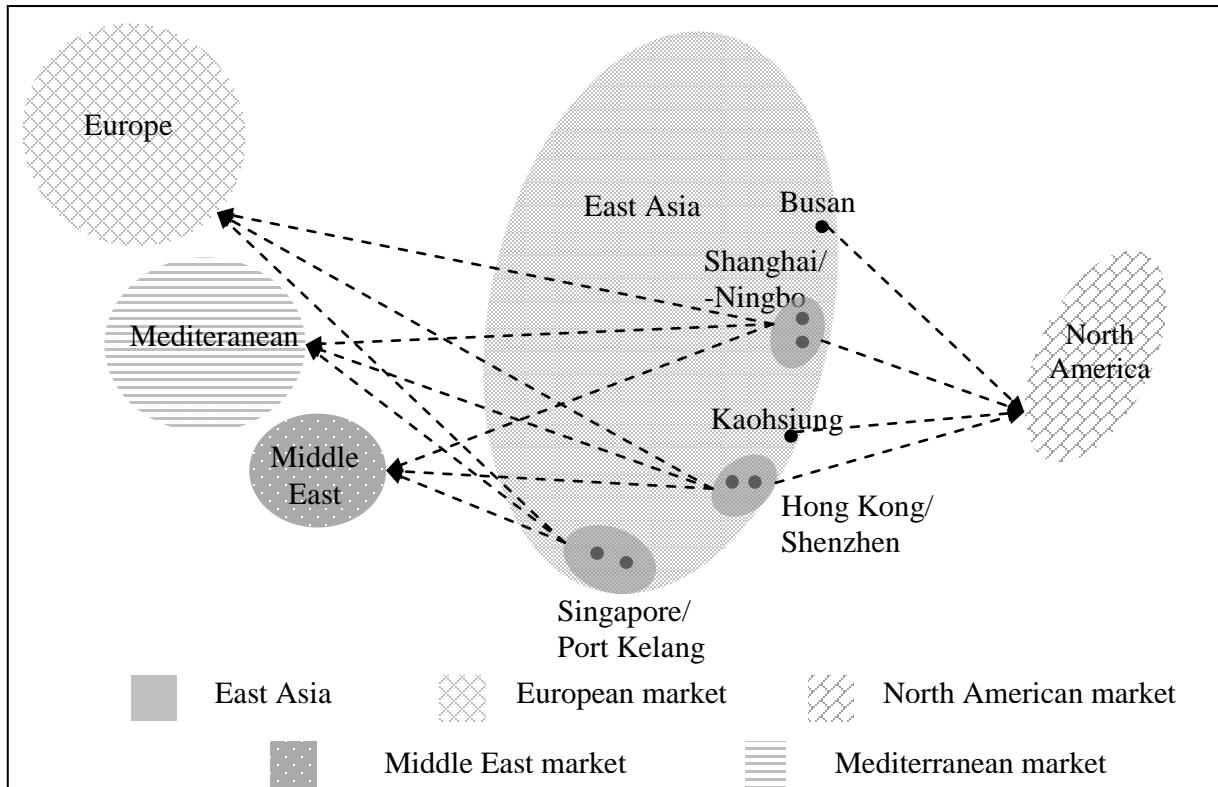 Europe
East Asia
Busan
Shanghai/
-Ningbo
Mediteranean
North
America
Kaohsiung
Middle
East
Hong Kong/
Shenzhen
Singapore/
Port Kelang
East Asia
European market
North American market
Middle East market
Mediterranean market